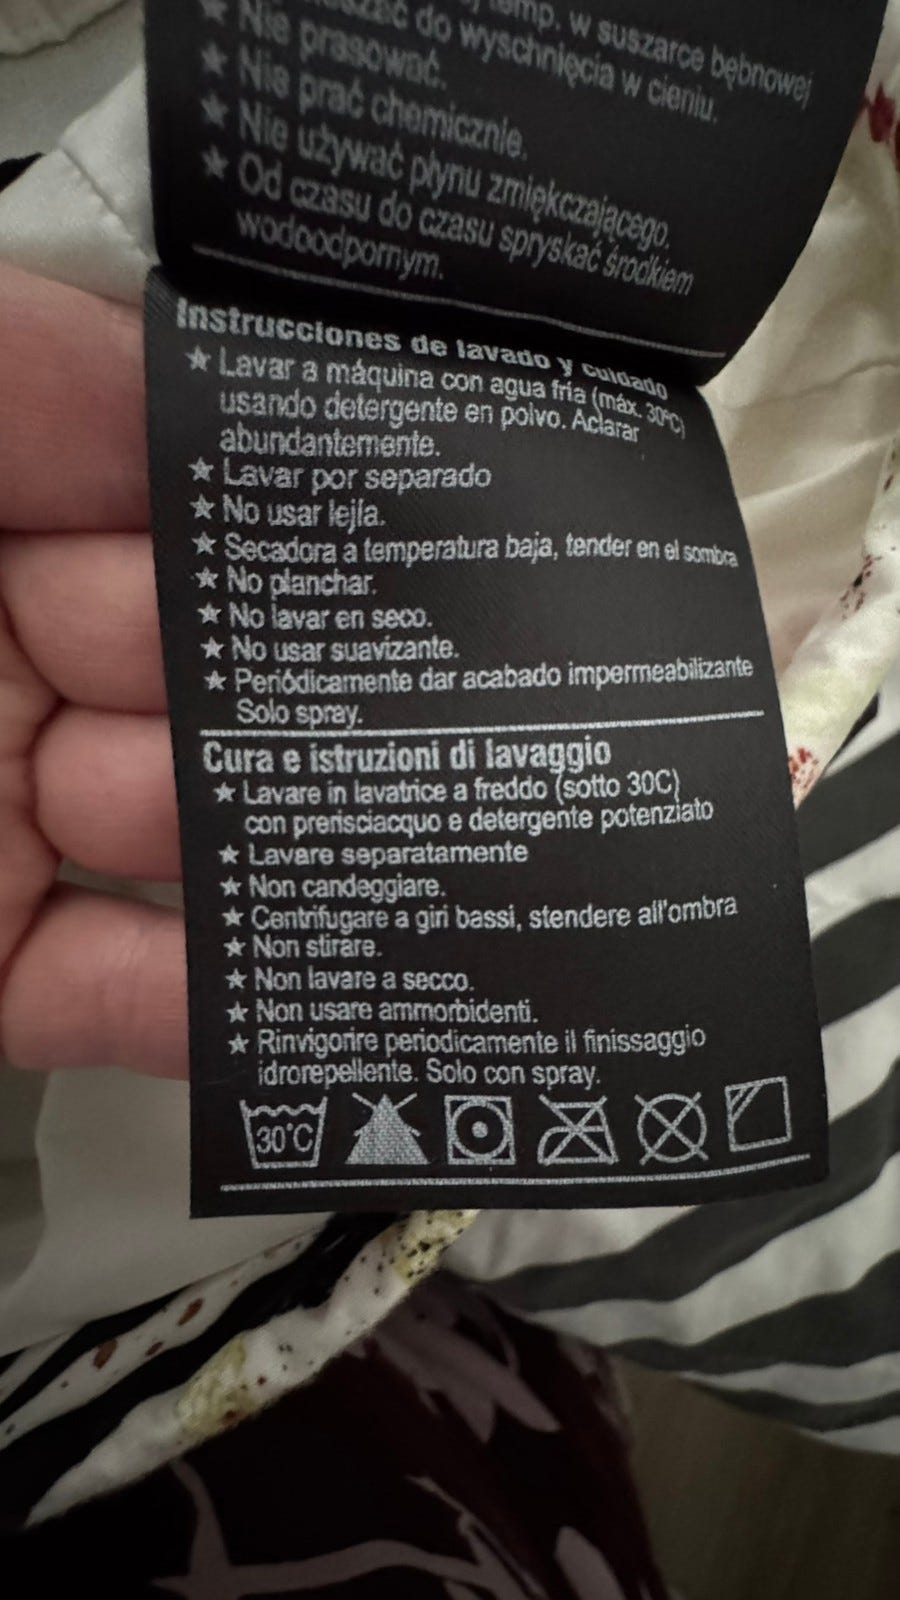 temp. w suszarce bębnowej
do wyschnięcia w cieniu.
★ Nie prasować.
★ Nie prać chemicznie.
★ Nie używać płynu zmiękczającego.
★ Od czasu do czasu spryskać środkiem
wodoodpornym.
Instrucciones de lavado y cuidado
★ Lavar a máquina con agua fria (máx. 30ºC)
usando detergente en polvo. Aclarar
abundantemente.
★ Lavar por separado
★ No usar lejía.
★ Secadora a temperatura baja, tender en el sombra
★ No planchar.
★ No lavar en seco.
★ No usar suavizante.
★ Periódicamente dar acabado impermeabilizante
Solo spray.
Cura e istruzioni di lavaggio
★ Lavare in lavatrice a freddo (sotto 30C)
con prerisciacquo e detergente potenziato
★ Lavare separatamente
★ Non candeggiare.
★ Centrifugare a giri bassi, stendere all'ombra
★ Non stirare.
★ Non lavare a secco.
★ Non usare ammorbidenti.
★ Rinvigorire periodicamente il finissaggio
idrorepellente. Solo con spray.
30°C